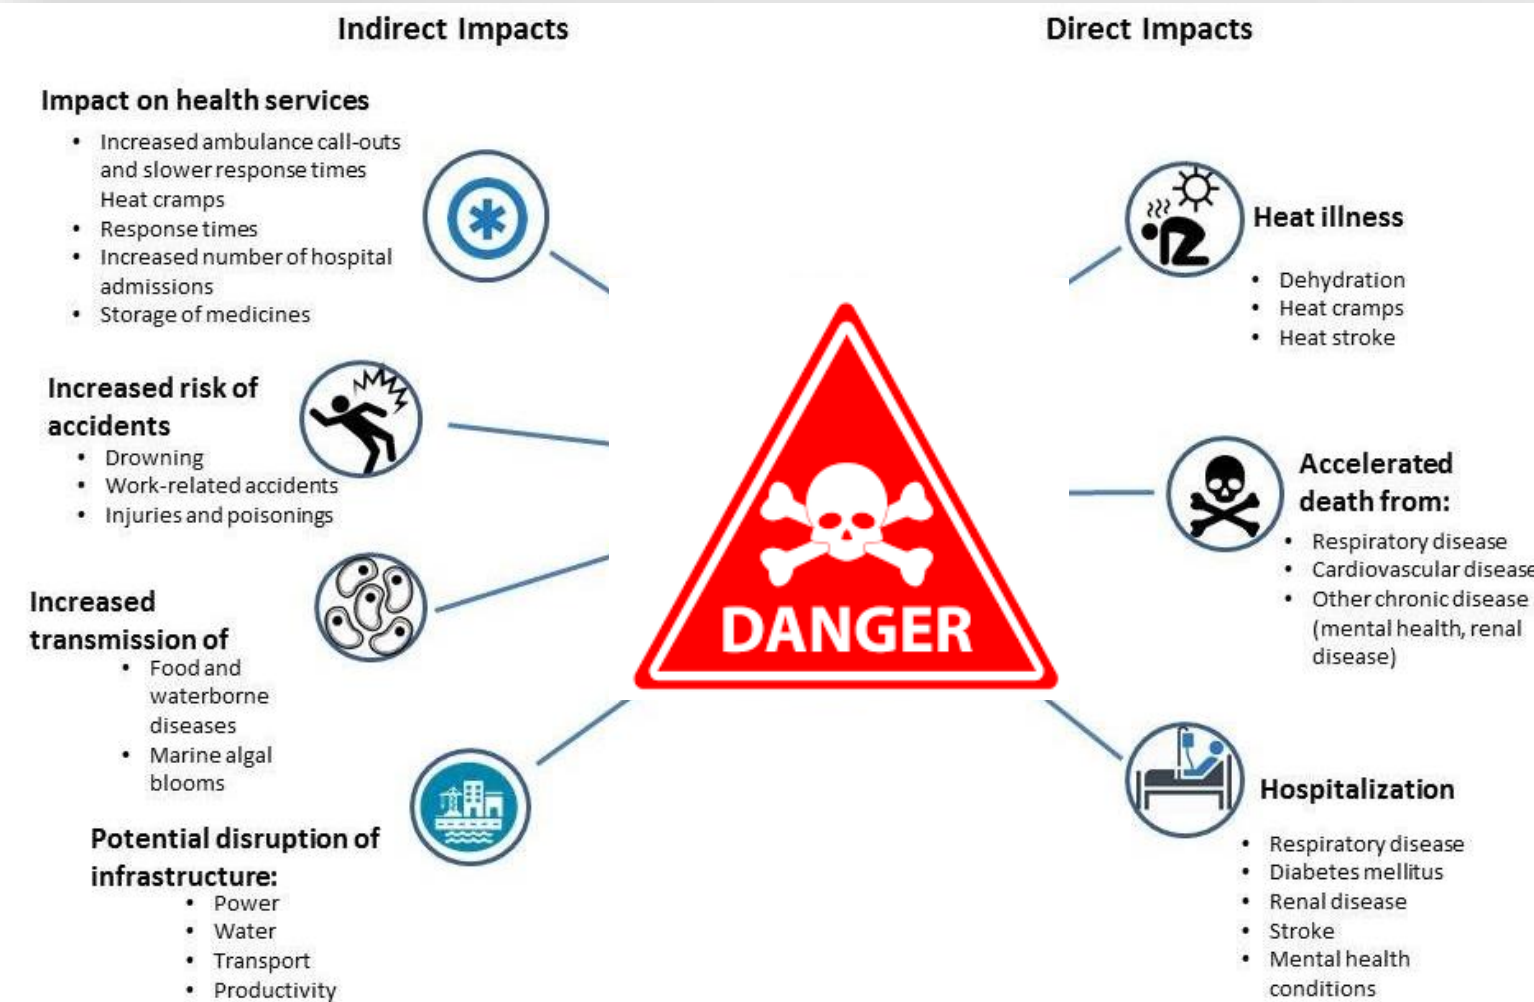 Indirect Impacts
Impact on health services
• Increased ambulance call-outs
and slower response times
Heat cramps
• Response times
• Increased number of hospital
admissions
• Storage of medicines
Increased risk of
accidents
• Drowning
• Work-related accidents
• Injuries and poisonings
Increased
transmission of
• Food and
waterborne
diseases
• Marine algal
blooms
Potential disruption of
infrastructure:
• Power
• Water
• Transport
• Productivity
DANGER
Direct Impacts
Heat illness
• Dehydration
• Heat cramps
• Heat stroke
Accelerated
death from:
• Respiratory disease
• Cardiovascular disease
• Other chronic disease
(mental health, renal
disease)
Hospitalization
• Respiratory disease
• Diabetes mellitus
• Renal disease
• Stroke
• Mental health
conditions